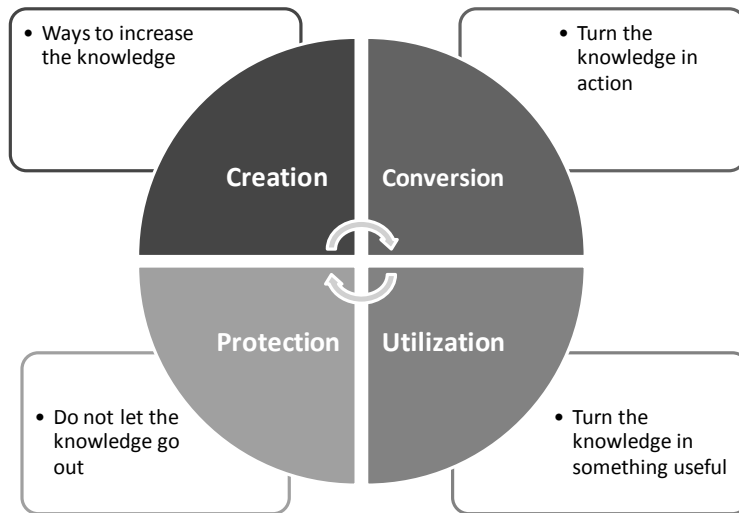 • Ways to increase
the knowledge
• Turn the
knowledge in
action
Creation
Conversion
Protection
Utilization
• Do not let the
knowledge go
out
• Turn the
knowledge in
something useful